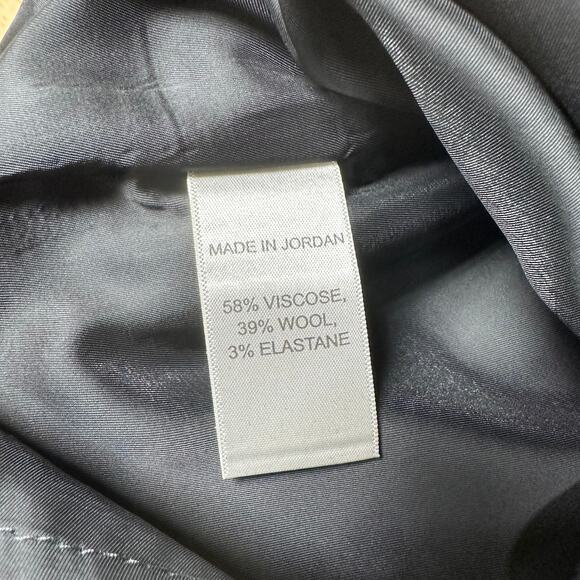 MADE IN JORDAN
58% VISCOSE,
39% WOOL,
3% ELASTANE